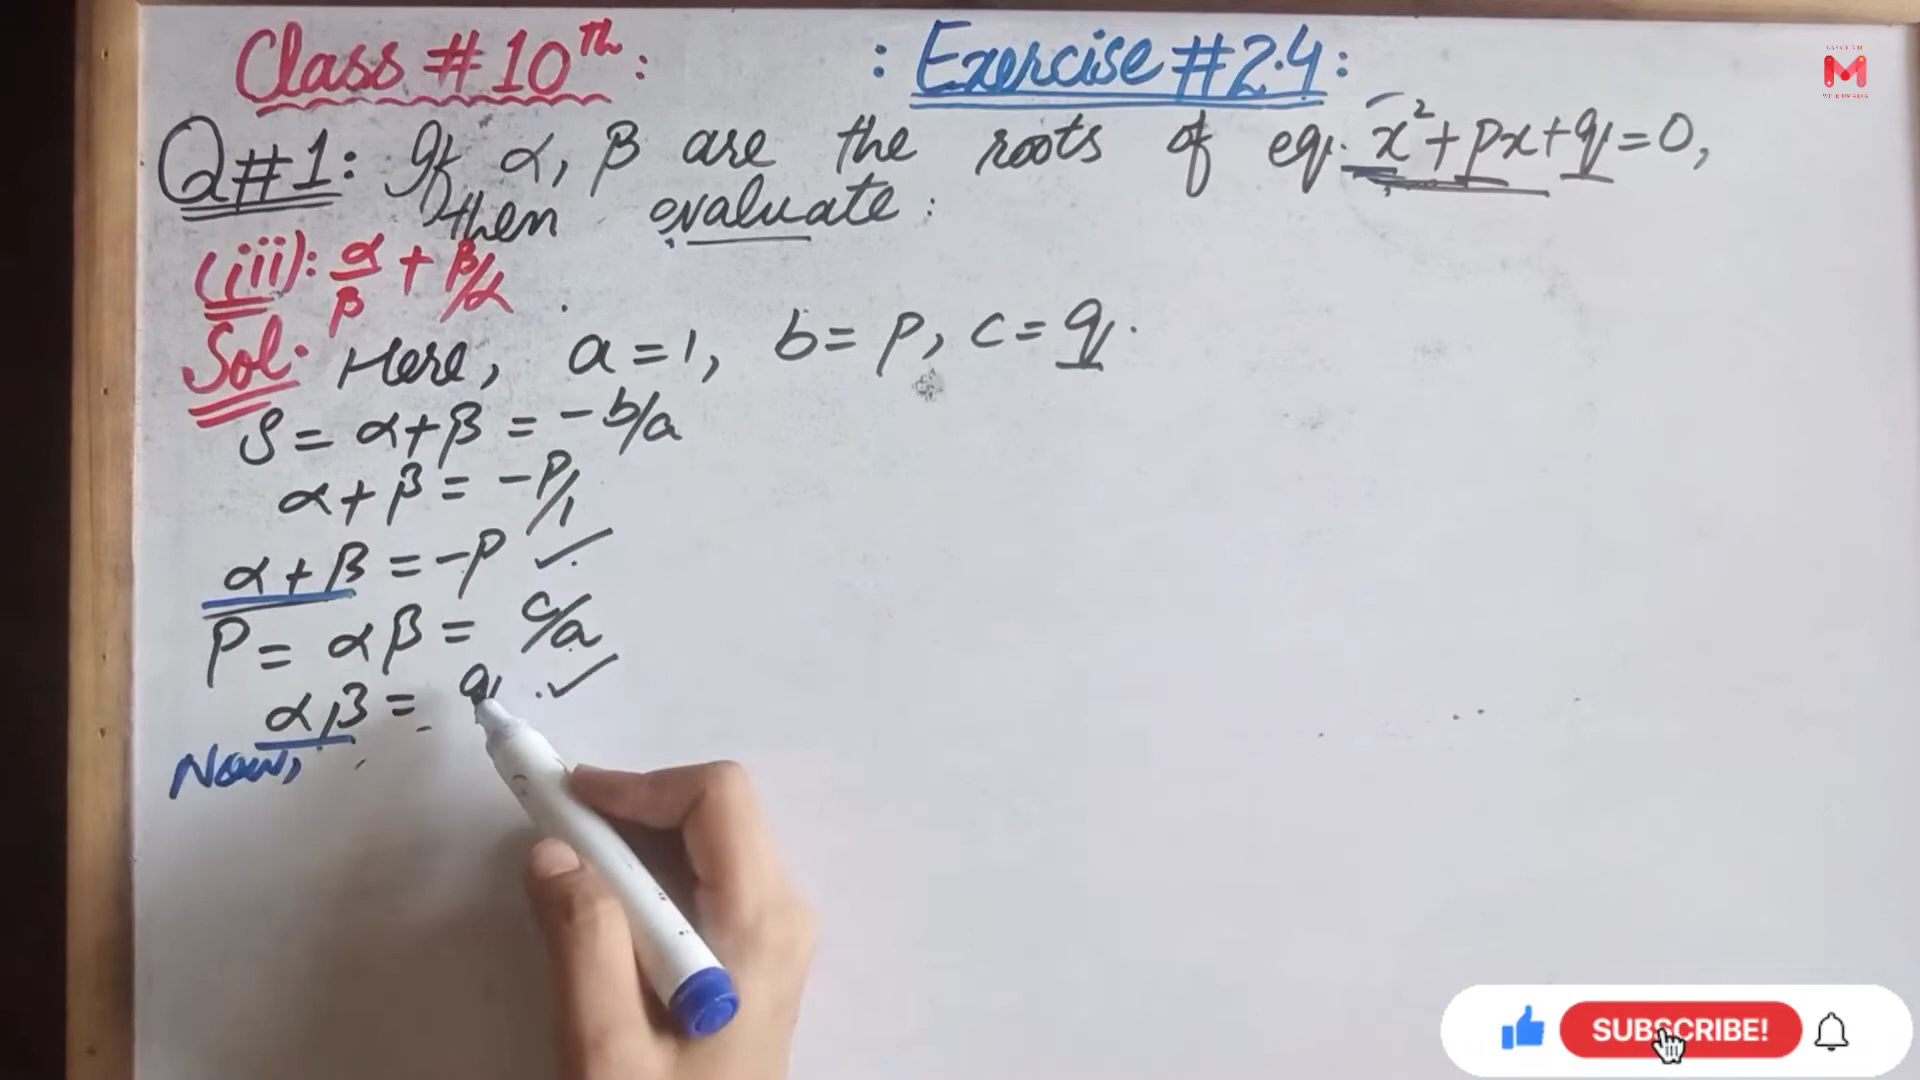 Class # 10th :
: Exercise # 2.4 :
Q#1: If α, β are the roots of eq. x² + px + q = 0,
then evaluate :
(iii): α/β + β/α
Sol. Here, a = 1, b = p, c = q.
S = α + β = - b/a
α + β = - P/1
α + β = - P ✓
P = αβ = c/a
αβ = q ✓
Now,
M
SUBSCRIBE!